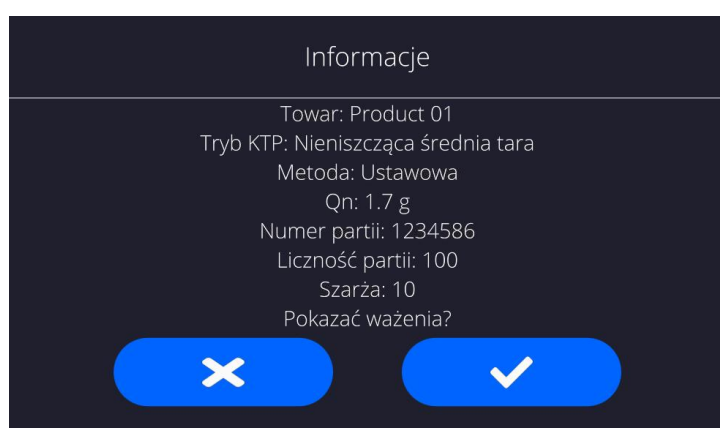 Informacje
Towar: Product 01
Tryb KTP: Nieniszcząca średnia tara
Metoda: Ustawowa
Qn: 1.7 g
Numer partii: 1234586
Liczność partii: 100
Szarża: 10
Pokazać ważenia?